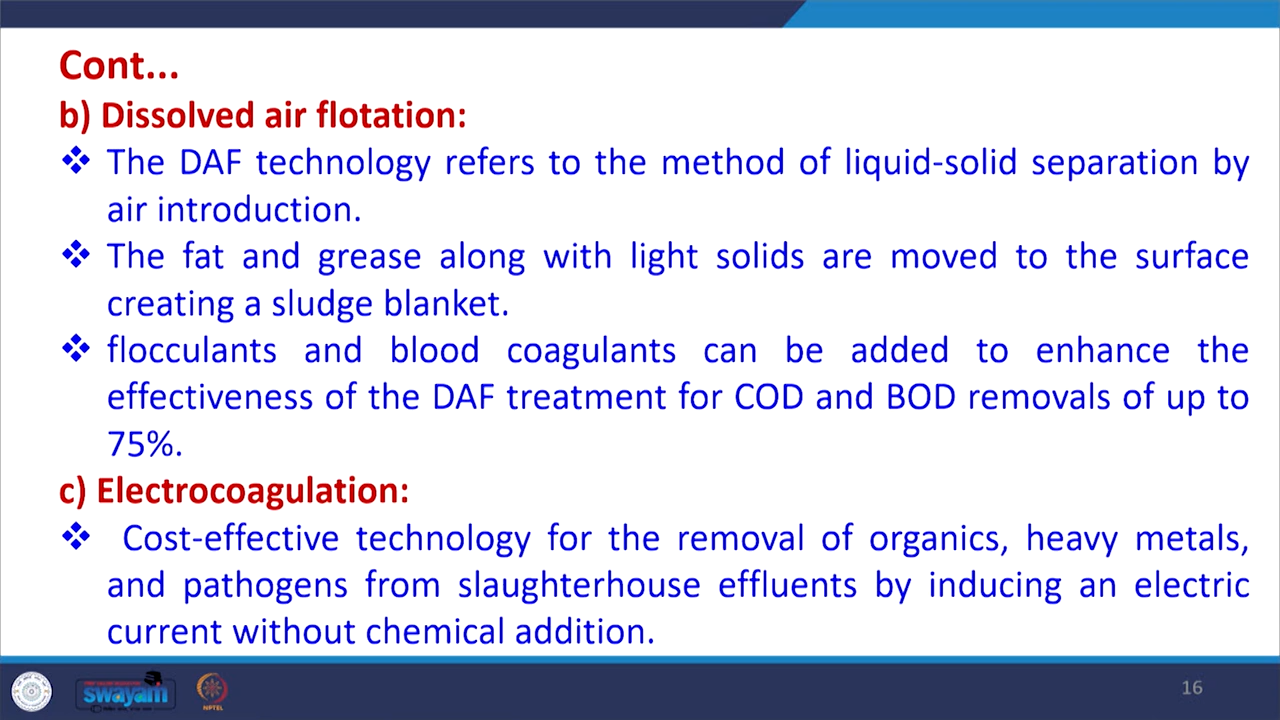 Cont...
b) Dissolved air flotation:
❖ The DAF technology refers to the method of liquid-solid separation by
air introduction.
❖ The fat and grease along with light solids are moved to the surface
creating a sludge blanket.
❖ flocculants and blood coagulants can be added to enhance the
effectiveness of the DAF treatment for COD and BOD removals of up to
75%.
c) Electrocoagulation:
❖ Cost-effective technology for the removal of organics, heavy metals,
and pathogens from slaughterhouse effluents by inducing an electric
current without chemical addition.
swayam
NPTEL
16